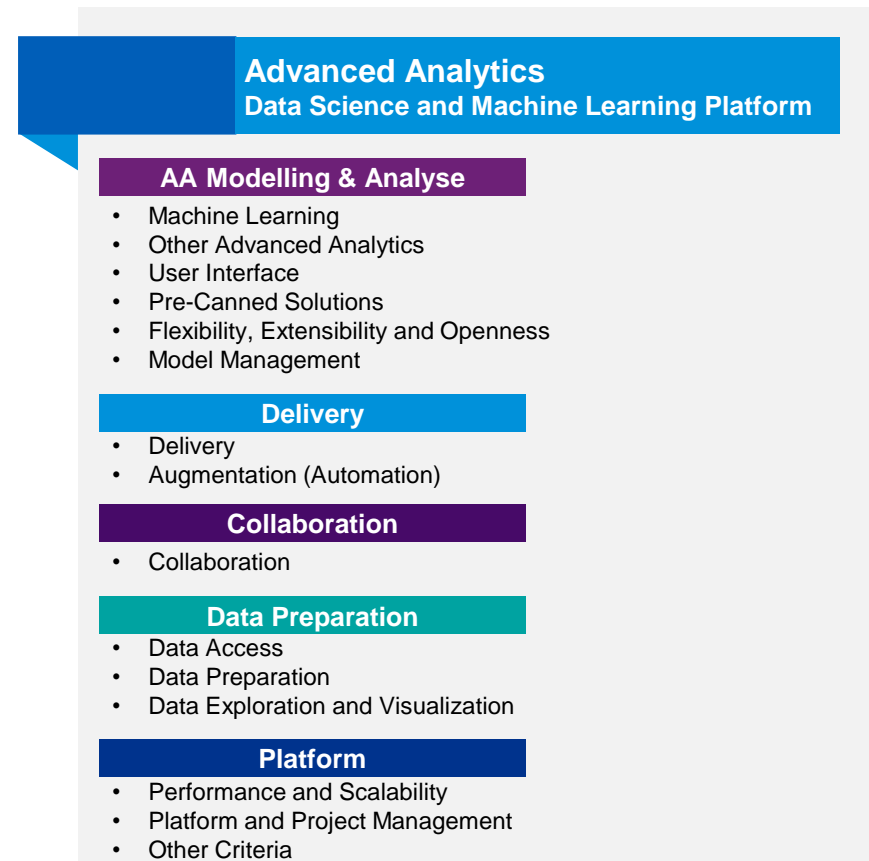 Advanced Analytics
Data Science and Machine Learning Platform
AA Modelling & Analyse
• Machine Learning
• Other Advanced Analytics
• User Interface
• Pre-Canned Solutions
• Flexibility, Extensibility and Openness
• Model Management
Delivery
• Delivery
• Augmentation (Automation)
Collaboration
• Collaboration
Data Preparation
• Data Access
• Data Preparation
• Data Exploration and Visualization
Platform
• Performance and Scalability
• Platform and Project Management
• Other Criteria